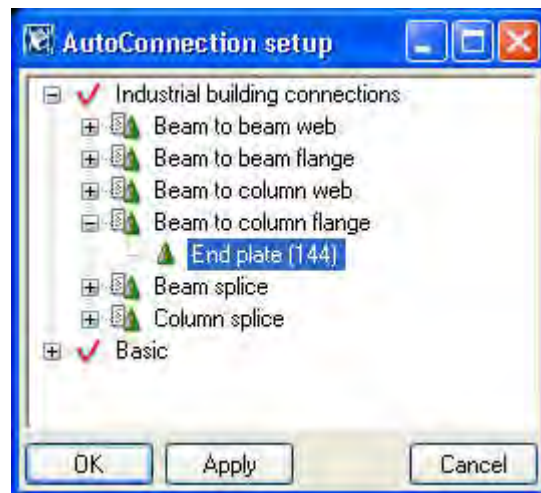 AutoConnection setup
Industrial building connections
Beam to beam web
Beam to beam flange
Beam to column web
Beam to column flange
End plate (144)
Beam splice
Column splice
Basic
OK Apply Cancel